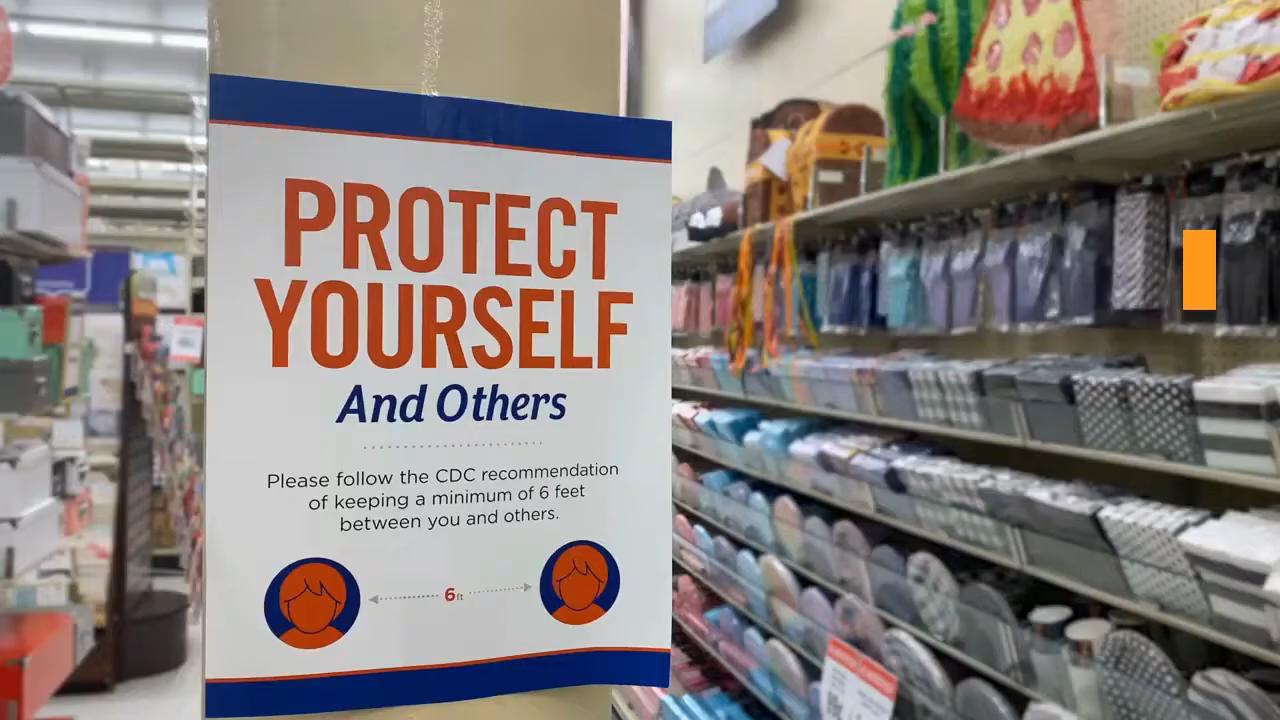 PROTECT
YOURSELF
And Others
Please follow the CDC recommendation
of keeping a minimum of 6 feet
between you and others.
6ft